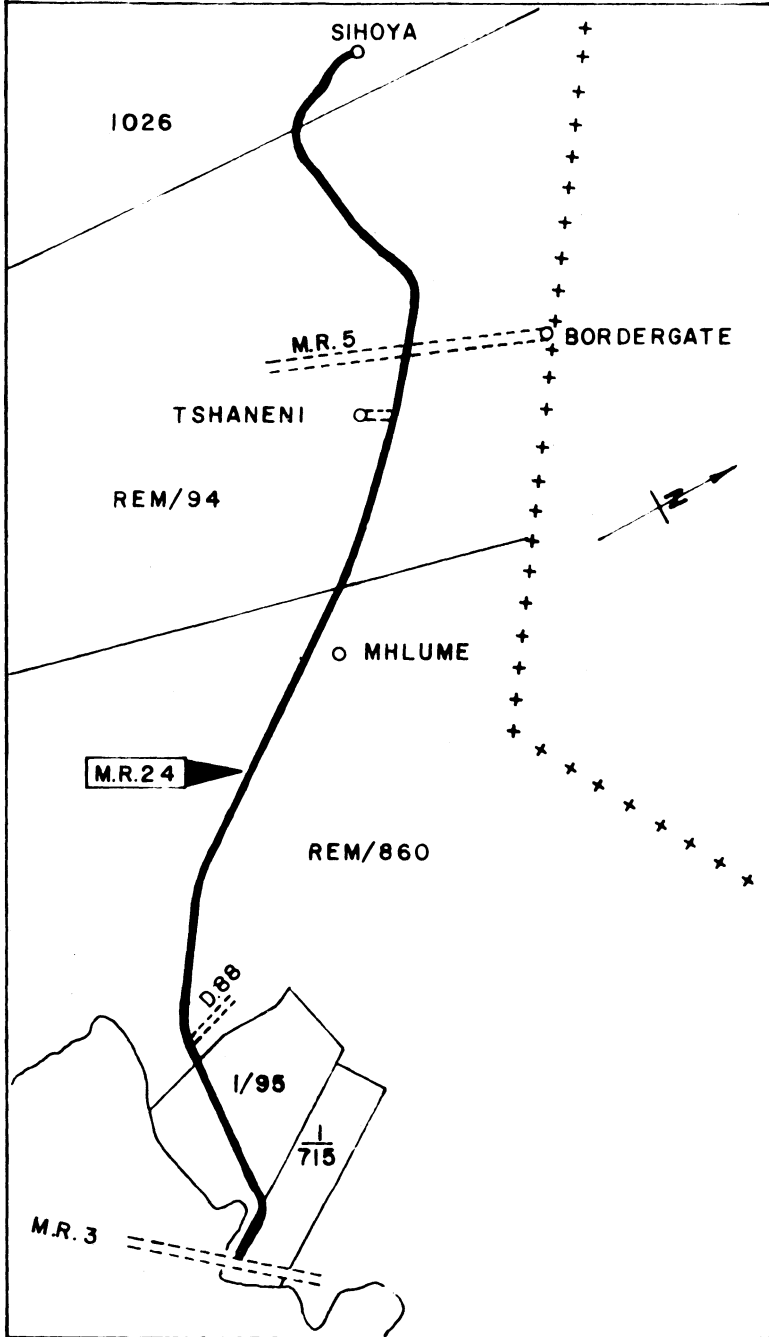 SIHOYA
1026
M.R.5
BORDERGATE
TSHANENI
REM/94
N
MHLUME
M.R.24
REM/860
D.88
1/95
1
715
M.R.3